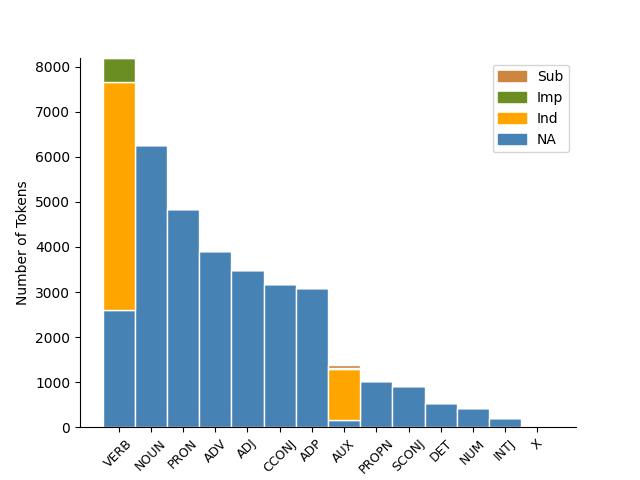 Number of Tokens
8000
7000
6000
5000
4000
3000
2000
1000
0
Sub
Imp
Ind
NA
VERB
NOUN
PRON
ADV
ADJ
CCONJ
ADP
AUX
PROPN
SCONJ
DET
NUM
INTJ
X